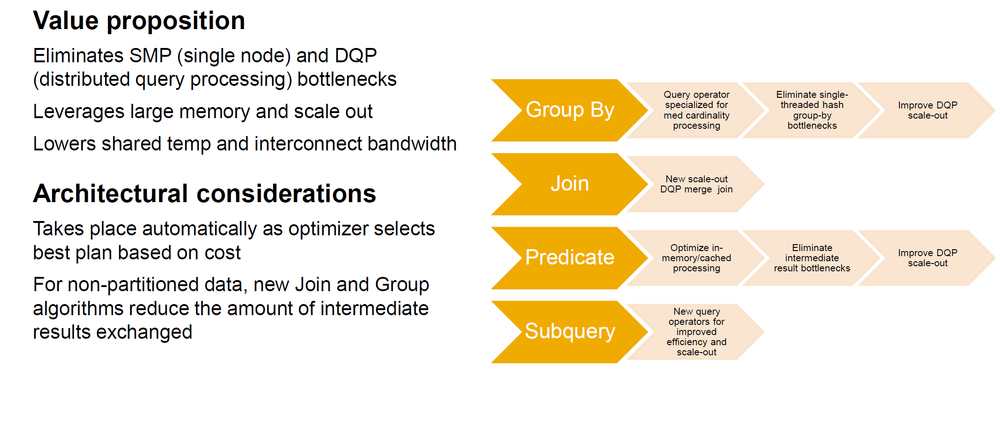 Value proposition
Eliminates SMP (single node) and DQP
(distributed query processing) bottlenecks
Leverages large memory and scale out
Lowers shared temp and interconnect bandwidth
Architectural considerations
Takes place automatically as optimizer selects
best plan based on cost
For non-partitioned data, new Join and Group
algorithms reduce the amount of intermediate
results exchanged
Group By
Query operator
specialized for
med cardinality
processing
Eliminate single-
threaded hash
group-by
bottlenecks
Improve DQP
scale-out
Join
New scale-out
DQP merge join
Predicate
Optimize in-
memory/cached
processing
Eliminate
intermediate
result bottlenecks
Improve DQP
scale-out
Subquery
New query
operators for
improved
efficiency and
scale-out